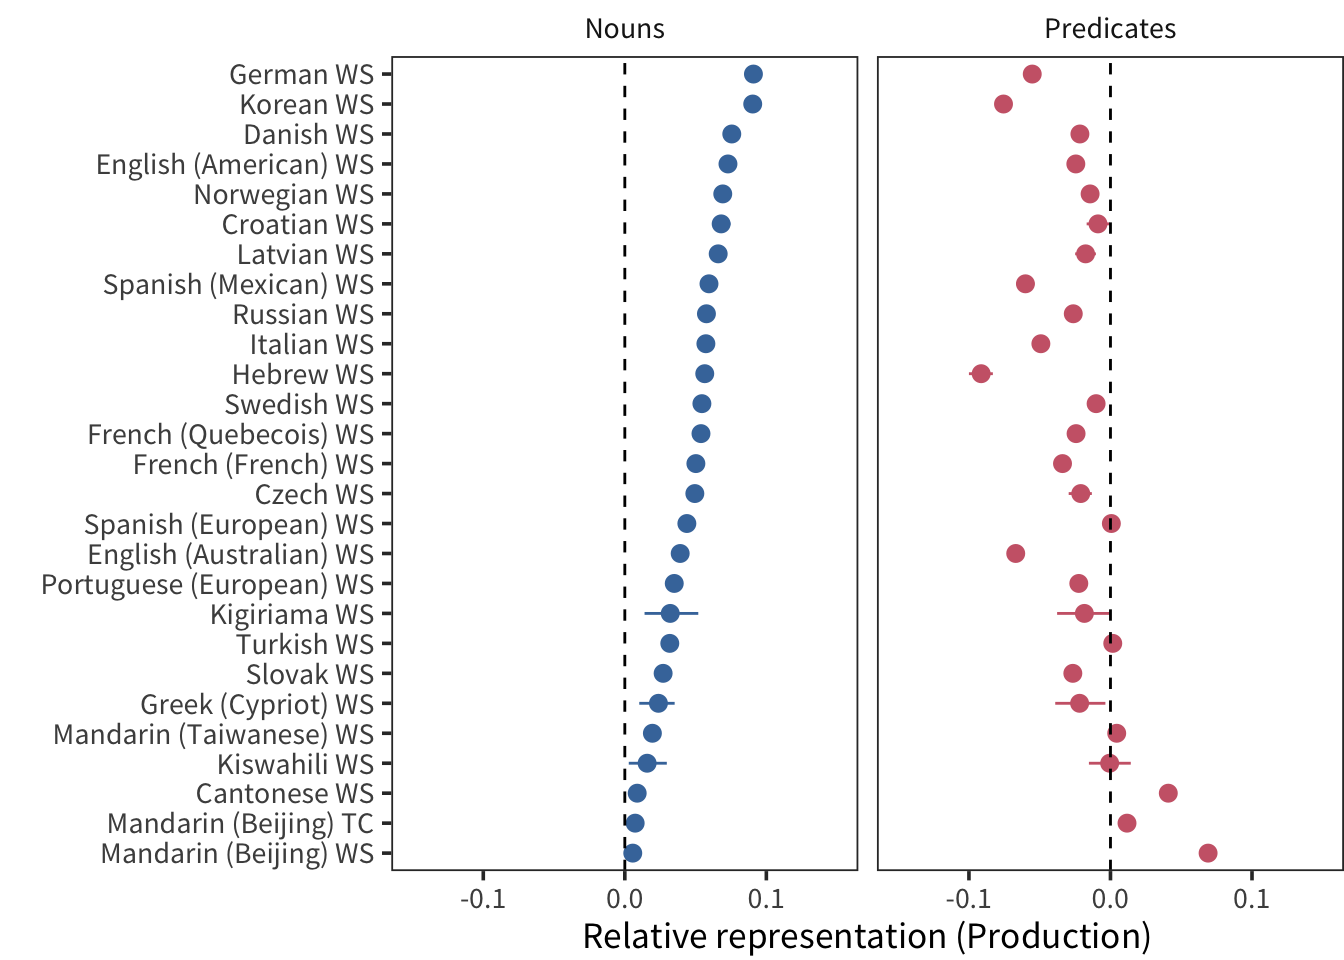 Nouns
Predicates
German WS
Korean WS
Danish WS
English (American) WS
Norwegian WS
Croatian WS
Latvian WS
Spanish (Mexican) WS
Russian WS
Italian WS
Hebrew WS
Swedish WS
French (Quebecois) WS
French (French) WS
Czech WS
Spanish (European) WS
English (Australian) WS
Portuguese (European) WS
Kigiriama WS
Turkish WS
Slovak WS
Greek (Cypriot) WS
Mandarin (Taiwanese) WS
Kiswahili WS
Cantonese WS
Mandarin (Beijing) TC
Mandarin (Beijing) WS
-0.1 0.0 0.1
-0.1 0.0 0.1
Relative representation (Production)